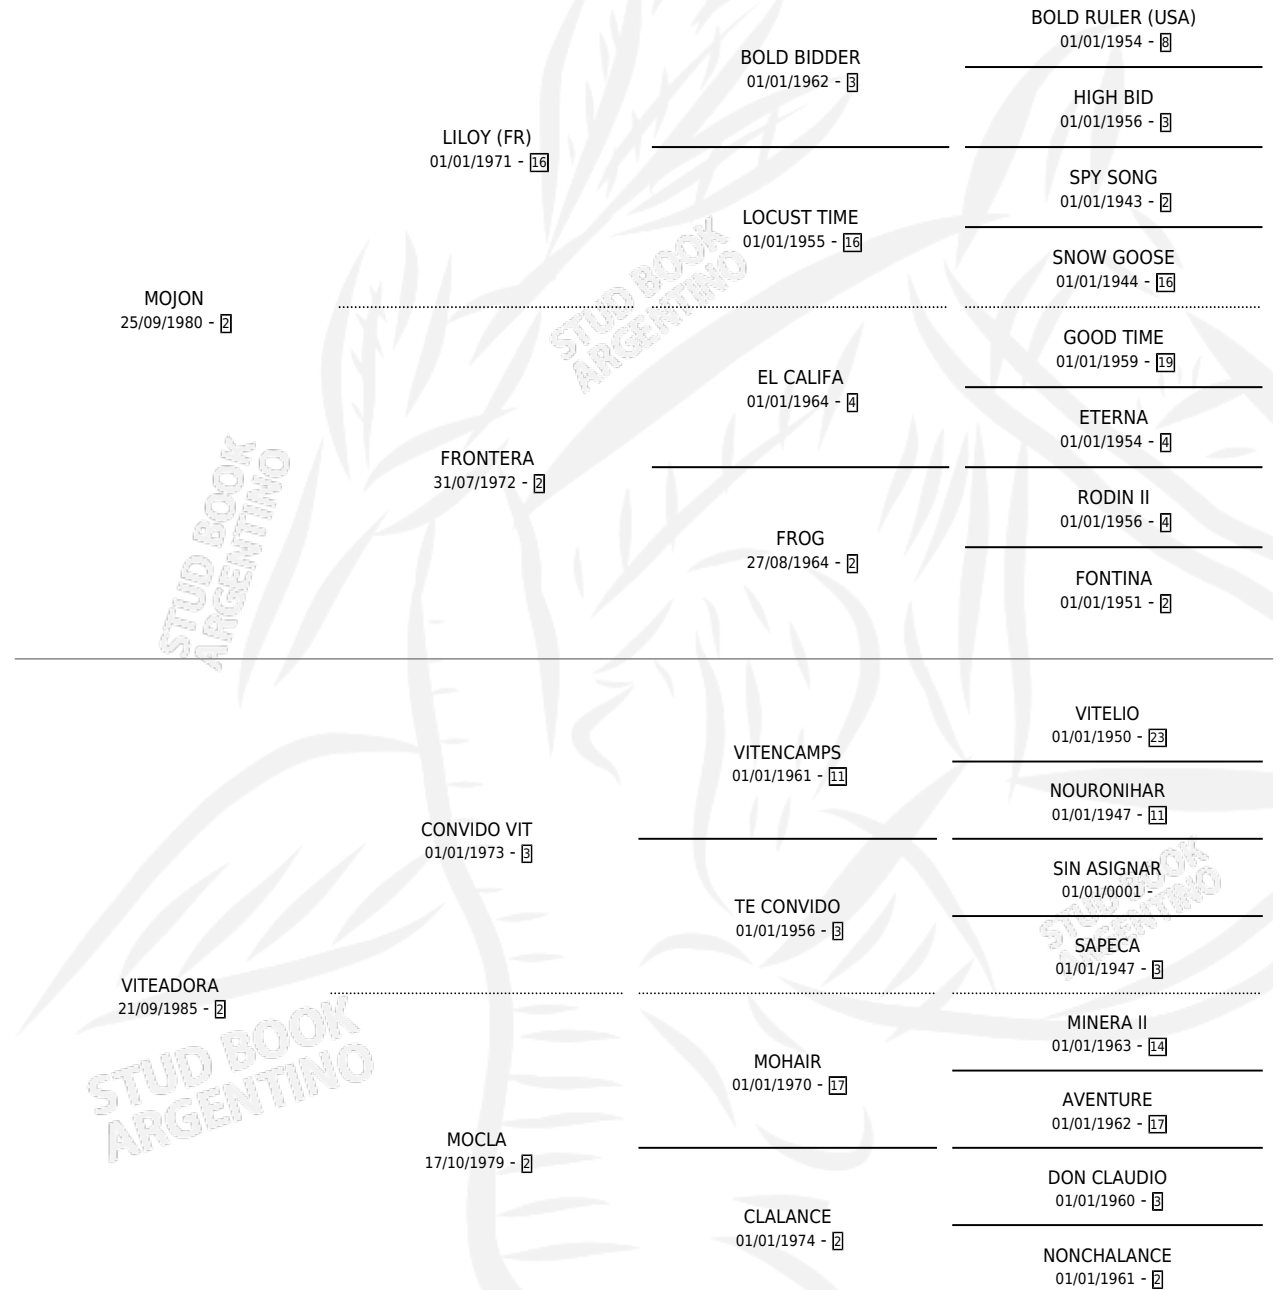 BOLD RULER (USA)
01/01/1954 - 8
BOLD BIDDER
01/01/1962 - 3
HIGH BID
01/01/1956 - 3
LILOY (FR)
01/01/1971 - 16
SPY SONG
01/01/1943 - 2
LOCUST TIME
01/01/1955 - 16
SNOW GOOSE
01/01/1944 - 16
MOJON
25/09/1980 - 2
GOOD TIME
01/01/1959 - 19
EL CALIFA
01/01/1964 - 4
ETERNA
01/01/1954 - 4
FRONTERA
31/07/1972 - 2
RODIN II
01/01/1956 - 4
FROG
27/08/1964 - 2
FONTINA
01/01/1951 - 2
VITELIO
01/01/1950 - 23
VITENCAMPS
01/01/1961 - 11
NOURONIHAR
01/01/1947 - 11
CONVIDO VIT
01/01/1973 - 3
SIN ASIGNAR
01/01/0001 -
TE CONVIDO
01/01/1956 - 3
SAPECA
01/01/1947 - 3
VITEADORA
21/09/1985 - 2
MINERA II
01/01/1963 - 14
MOHAIR
01/01/1970 - 17
AVENTURE
01/01/1962 - 17
MOCLA
17/10/1979 - 2
DON CLAUDIO
01/01/1960 - 3
CLALANCE
01/01/1974 - 2
NONCHALANCE
01/01/1961 - 2
STUD BOOK
ARGENTINO
STUD BOOK
ARGENTINO
STUD BOOK
ARGENTINO
STUD BOOK
ARGENTINO